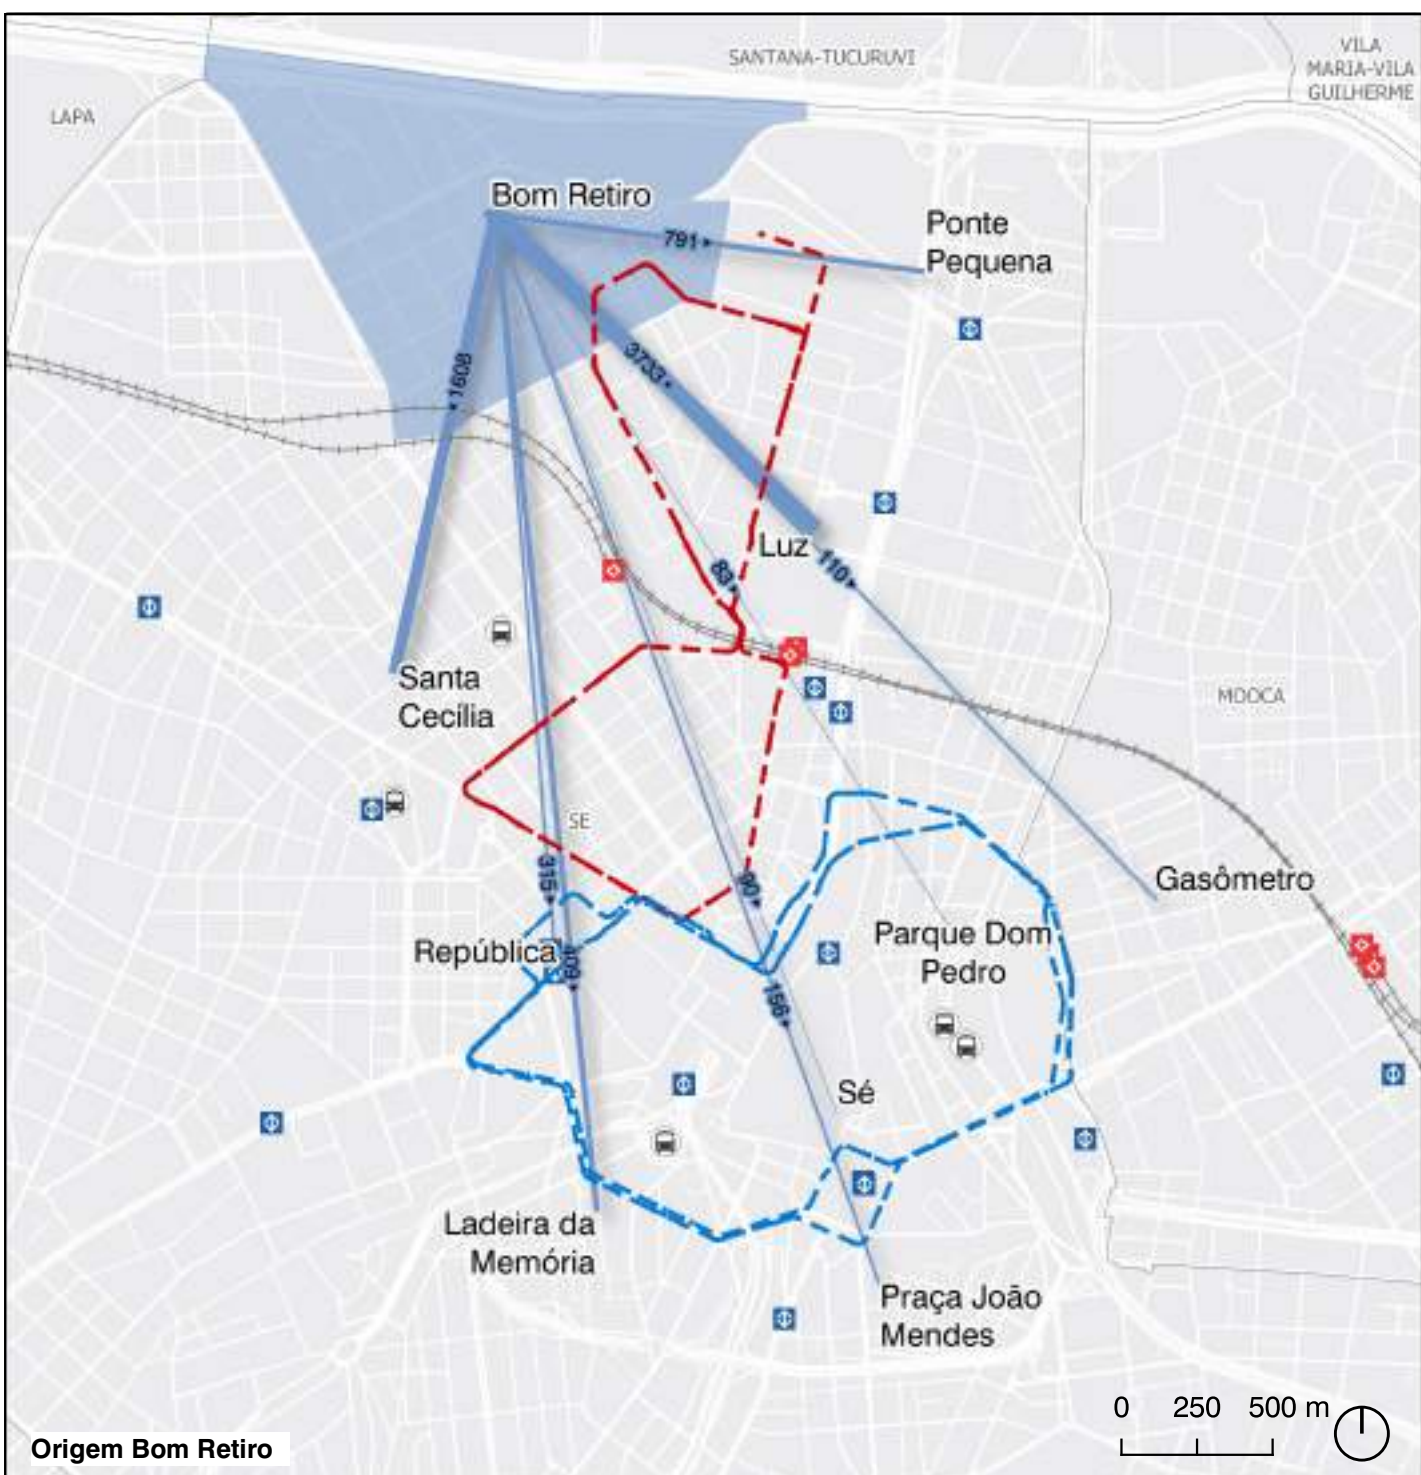 SANTANA-TUCURUVI
VILA
MARIA-VILA
GUILHERME
LAPA
Bom Retiro
Ponte
Pequena
791
1608
3733
Luz
83
110
Santa
Cecília
MOOCA
SE
315
90
Gasômetro
República
Parque Dom
Pedro
156
Sé
Ladeira da
Memória
Praça João
Mendes
0 250 500 m
Origem Bom Retiro